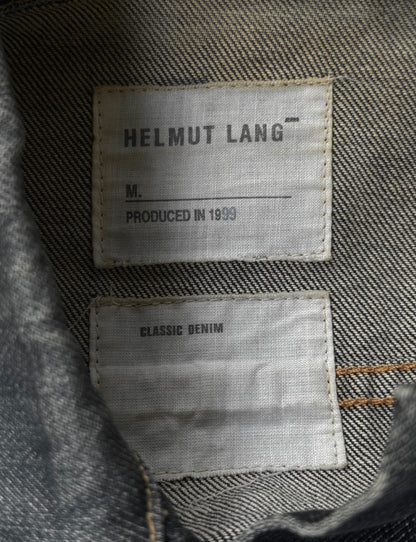 HELMUT LANG
M.
PRODUCED IN 1999
CLASSIC DENIM